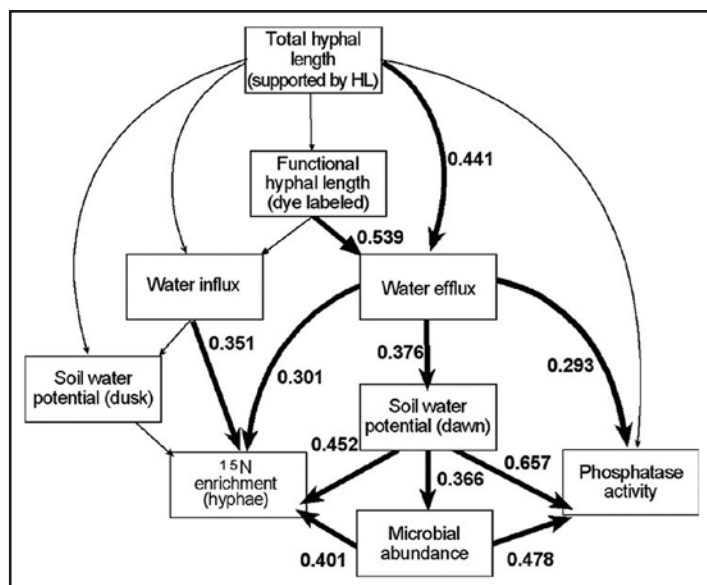 Total hyphal
length
(supported by HL)
Functional
hyphal length
(dye labeled)
0.441
0.539
Water influx
Water efflux
0.351
0.301
0.376
0.293
Soil water
potential (dusk)
Soil water
potential (dawn)
0.452
0.366
0.657
15N
enrichment
(hyphae)
Phosphatase
activity
Microbial
abundance
0.401
0.478